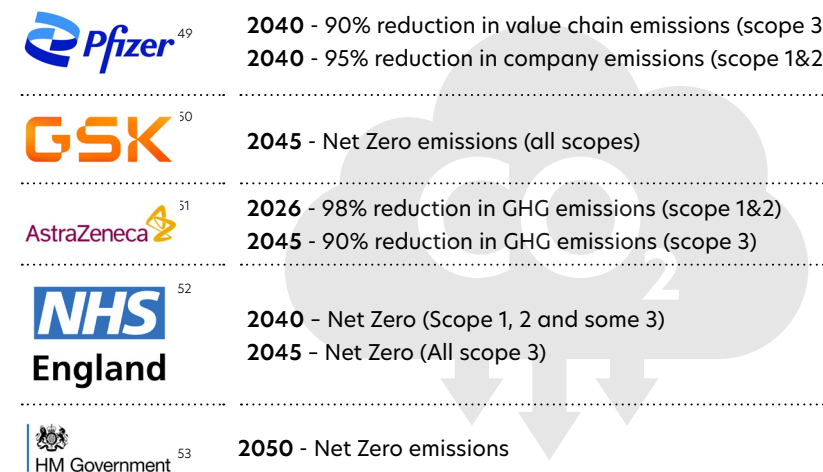 Pfizer 49
2040 - 90% reduction in value chain emissions (scope 3
2040 - 95% reduction in company emissions (scope 1&2
GSK 50
2045 - Net Zero emissions (all scopes)
AstraZeneca 51
2026 - 98% reduction in GHG emissions (scope 1&2)
2045 - 90% reduction in GHG emissions (scope 3)
CO2
NHS 52
England
2040 – Net Zero (Scope 1, 2 and some 3)
2045 – Net Zero (All scope 3)
HM Government 53
2050 - Net Zero emissions